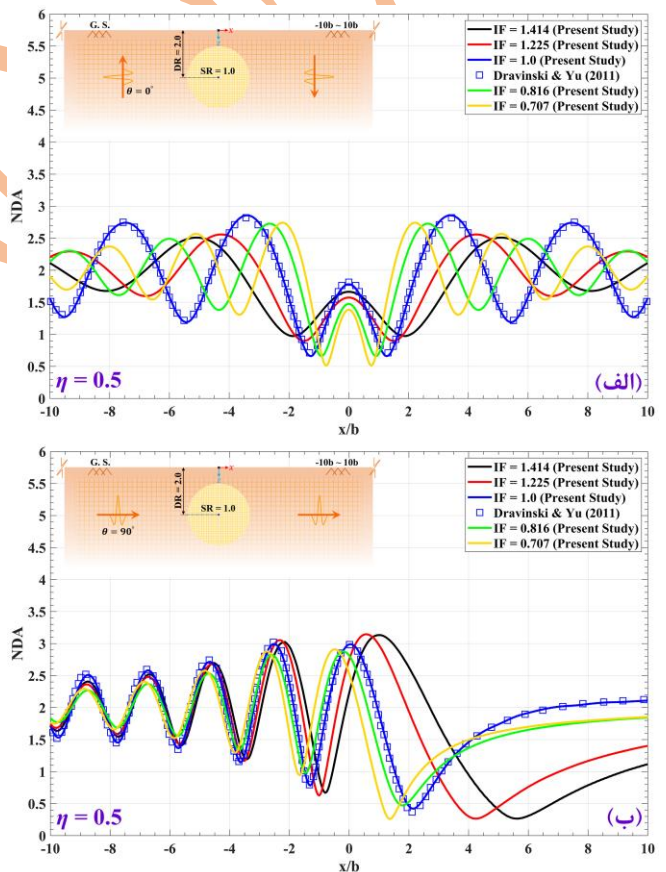 6
5.5
5
4.5
4
3.5
3
2.5
2
1.5
1
0.5
0
NDA
G. S.
x
-10b ~ 10b
DR = 2.0
SR = 1.0
θ = 0°
IF = 1.414 (Present Study)
IF = 1.225 (Present Study)
IF = 1.0 (Present Study)
Dravinski & Yu (2011)
IF = 0.816 (Present Study)
IF = 0.707 (Present Study)
η = 0.5
(الف)
-10 -8 -6 -4 -2 0 2 4 6 8 10
x/b
6
5.5
5
4.5
4
3.5
3
2.5
2
1.5
1
0.5
0
NDA
G. S.
x
-10b ~ 10b
DR = 2.0
SR = 1.0
θ = 90°
IF = 1.414 (Present Study)
IF = 1.225 (Present Study)
IF = 1.0 (Present Study)
Dravinski & Yu (2011)
IF = 0.816 (Present Study)
IF = 0.707 (Present Study)
η = 0.5
(ب)
-10 -8 -6 -4 -2 0 2 4 6 8 10
x/b